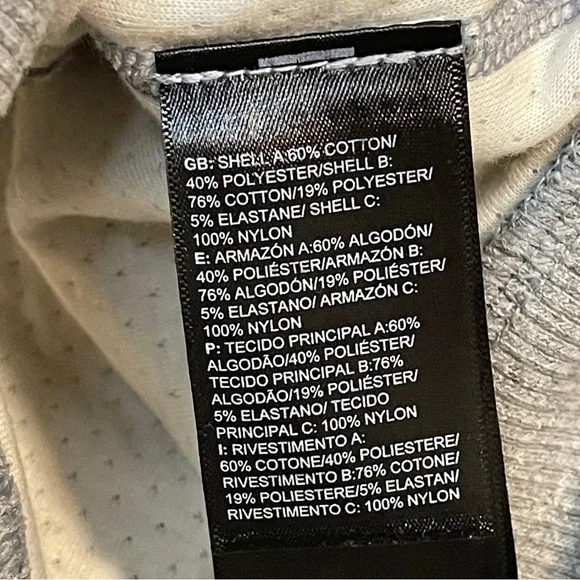 GB: SHELL A:60% COTTON/
40% POLYESTER/SHELL B:
76% COTTON/19% POLYESTER/
5% ELASTANE/ SHELL C:
100% NYLON
E: ARMAZÓN A:60% ALGODÓN/
40% POLIÉSTER/ARMAZÓN B:
76% ALGODÓN/19% POLIÉSTER/
5% ELASTANO/ ARMAZÓN C:
100% NYLON
P: TECIDO PRINCIPAL A:60%
ALGODÃO/40% POLIÉSTER/
TECIDO PRINCIPAL B:76%
ALGODÃO/19% POLIÉSTER/
5% ELASTANO/ TECIDO
PRINCIPAL C: 100% NYLON
I: RIVESTIMENTO A:
60% COTONE/40% POLIESTERE/
RIVESTIMENTO B:76% COTONE/
19% POLIESTERE/5% ELASTAN/
RIVESTIMENTO C: 100% NYLON